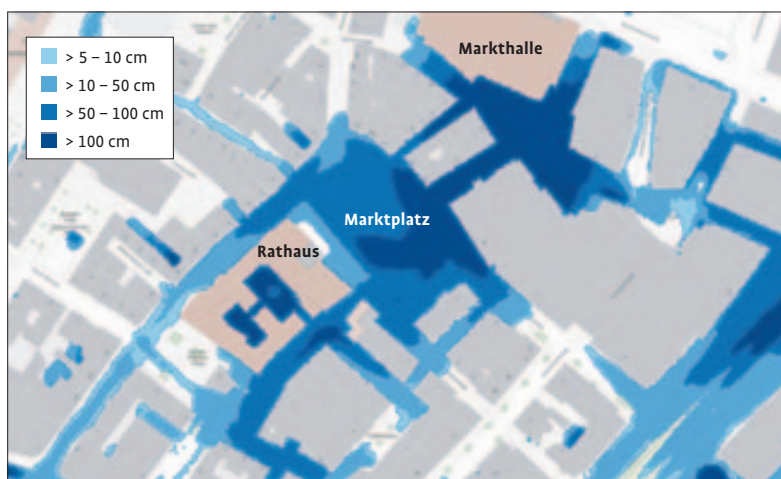 > 5 – 10 cm
> 10 – 50 cm
> 50 – 100 cm
> 100 cm
Markthalle
Marktplatz
Rathaus